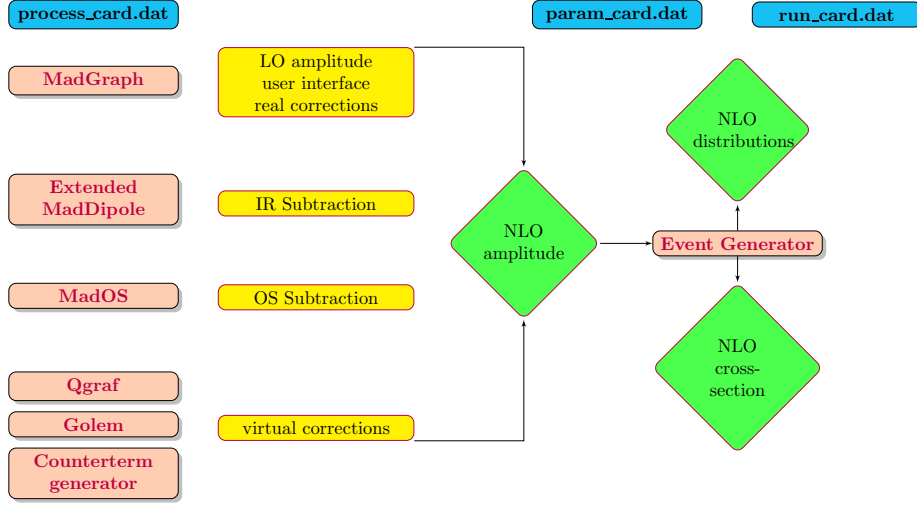 process_card.dat
param_card.dat
run_card.dat
MadGraph
LO amplitude
user interface
real corrections
NLO
distributions
Extended
MadDipole
IR Subtraction
NLO
amplitude
Event Generator
MadOS
OS Subtraction
NLO
cross-
section
Qgraf
Golem
virtual corrections
Counterterm
generator